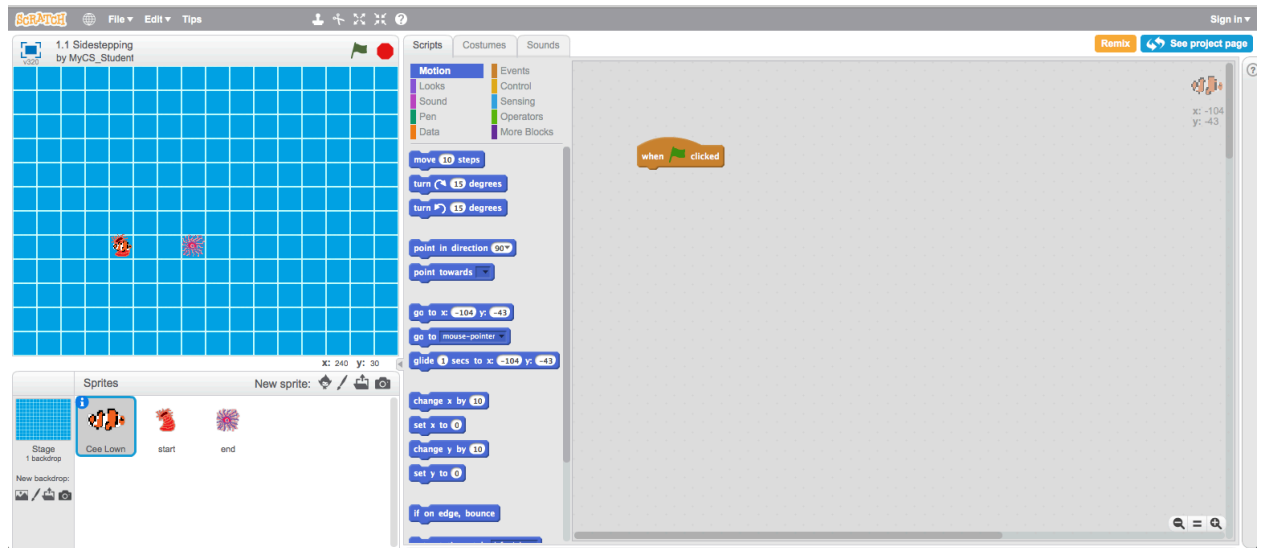 SCRATCH File Edit Tips Sign in
1.1 Sidestepping
by MyCS_Student
v320
Scripts Costumes Sounds
Remix See project page
Motion Events
Looks Control
Sound Sensing
Pen Operators
Data More Blocks
x: -104
y: -43
when clicked
move 10 steps
turn 15 degrees
turn 15 degrees
point in direction 90
point towards
go to x: -104 y: -43
go to mouse-pointer
glide 1 secs to x: -104 y: -43
change x by 10
set x to 0
change y by 10
set y to 0
if on edge, bounce
x: 240 y: 30
Sprites New sprite:
Stage
1 backdrop
New backdrop:
Cee Lown start end